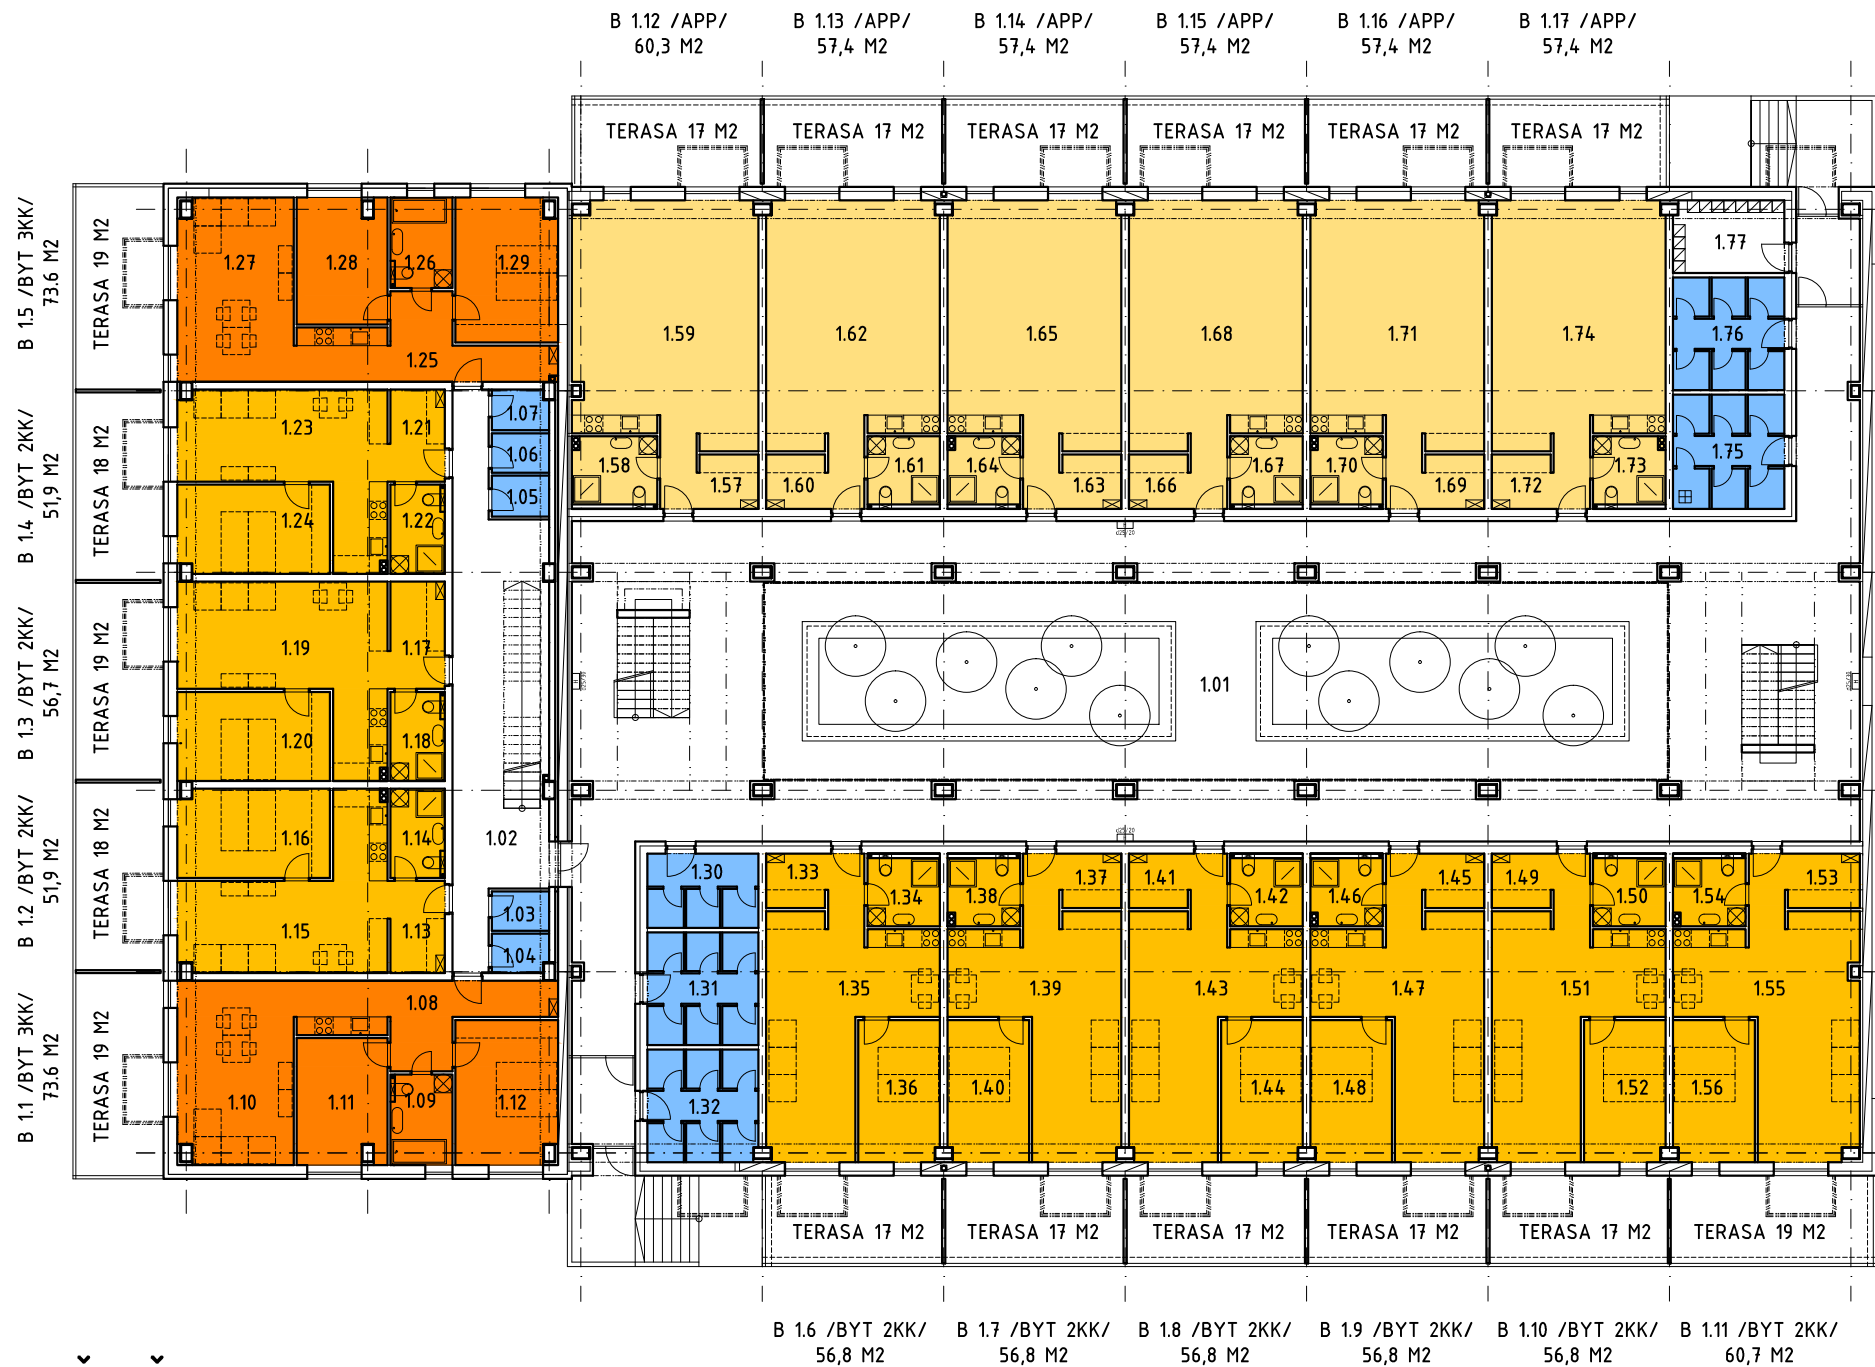 B 1.12 /APP/
60,3 M2
B 1.13 /APP/
57,4 M2
B 1.14 /APP/
57,4 M2
B 1.15 /APP/
57,4 M2
B 1.16 /APP/
57,4 M2
B 1.17 /APP/
57,4 M2
TERASA 17 M2
TERASA 17 M2
TERASA 17 M2
TERASA 17 M2
TERASA 17 M2
TERASA 17 M2
B 1.5 /BYT 3KK/
73.6 M2
TERASA 19 M2
1.27
1.28
1.26
1.29
1.25
1.59
1.62
1.65
1.68
1.71
1.74
1.77
1.76
1.75
B 1.4 /BYT 2KK/
51,9 M2
TERASA 18 M2
1.23
1.21
1.24
1.22
1.07
1.06
1.05
1.58
1.57
1.60
1.61
1.64
1.63
1.66
1.67
1.70
1.69
1.72
1.73
B 1.3 /BYT 2KK/
56,7 M2
TERASA 19 M2
1.19
1.17
1.20
1.18
1.01
B 1.2 /BYT 2KK/
51,9 M2
TERASA 18 M2
1.16
1.14
1.15
1.13
1.02
1.03
1.04
1.30
1.31
1.32
1.33
1.34
1.38
1.37
1.41
1.42
1.46
1.45
1.49
1.50
1.54
1.53
B 1.1 /BYT 3KK/
73.6 M2
TERASA 19 M2
1.08
1.10
1.11
1.09
1.12
1.35
1.39
1.43
1.47
1.51
1.55
1.36
1.40
1.44
1.48
1.52
1.56
TERASA 17 M2
TERASA 17 M2
TERASA 17 M2
TERASA 17 M2
TERASA 17 M2
TERASA 19 M2
B 1.6 /BYT 2KK/
56,8 M2
B 1.7 /BYT 2KK/
56,8 M2
B 1.8 /BYT 2KK/
56,8 M2
B 1.9 /BYT 2KK/
56,8 M2
B 1.10 /BYT 2KK/
56,8 M2
B 1.11 /BYT 2KK/
60,7 M2